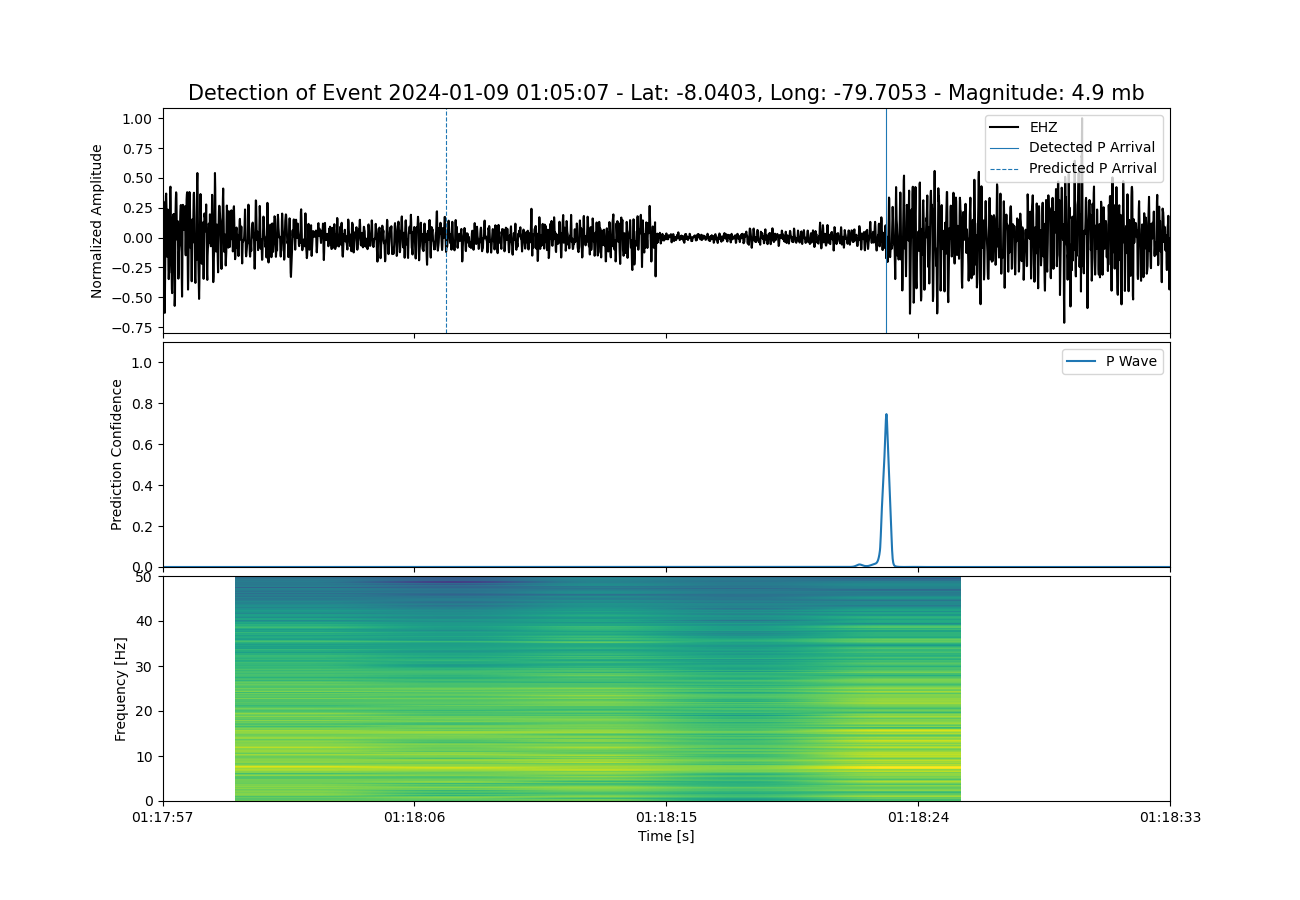 Detection of Event 2024-01-09 01:05:07 - Lat: -8.0403, Long: -79.7053 - Magnitude: 4.9 mb
1.00
0.75
0.50
0.25
0.00
−0.25
−0.50
−0.75
Normalized Amplitude
EHZ
Detected P Arrival
Predicted P Arrival
1.0
0.8
0.6
0.4
0.2
0.0
Prediction Confidence
P Wave
50
40
30
20
10
0
Frequency [Hz]
01:17:57 01:18:06 01:18:15 01:18:24 01:18:33
Time [s]